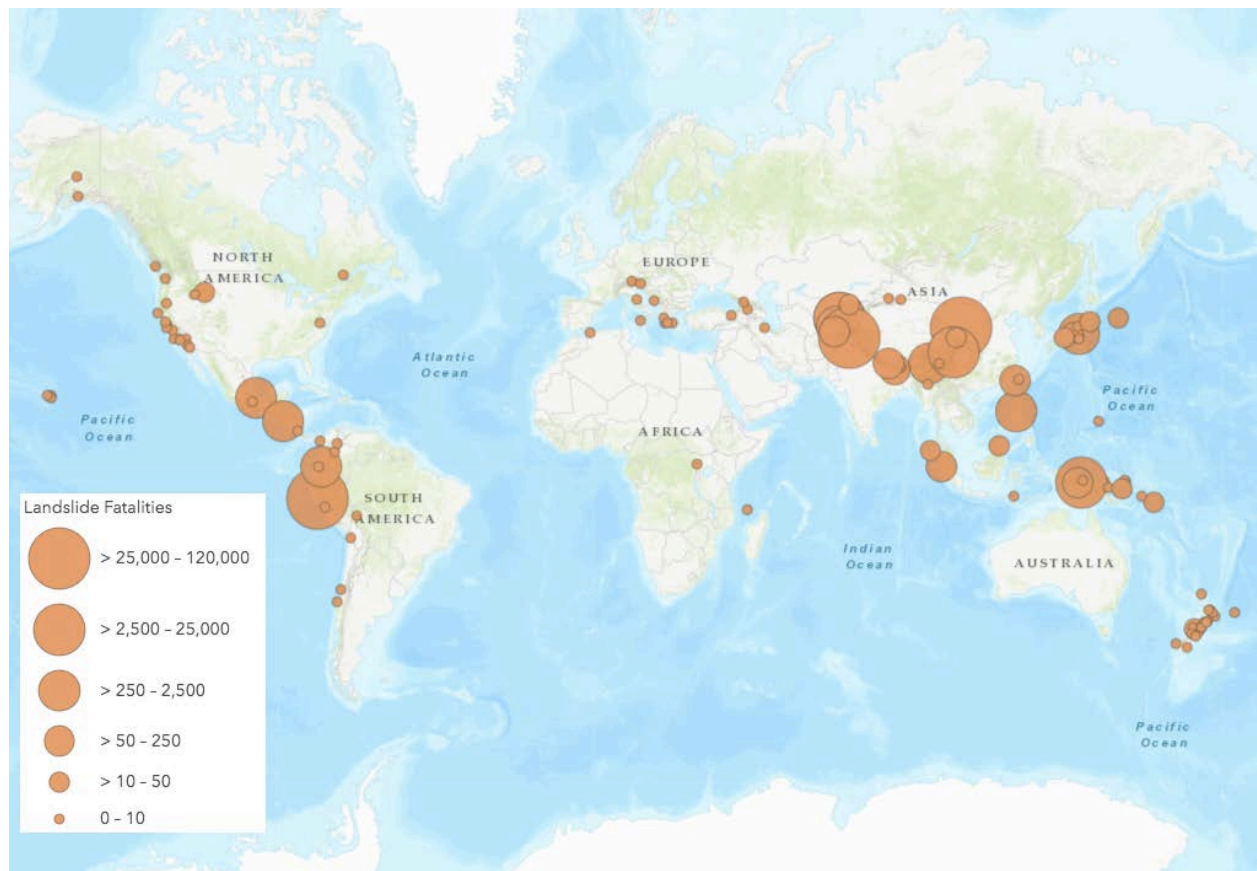 NORTH
AMERICA
EUROPE
ASIA
Atlantic
Ocean
Pacific
Ocean
Pacific
Ocean
AFRICA
SOUTH
AMERICA
Indian
Ocean
AUSTRALIA
Pacific
Ocean
Landslide Fatalities
> 25,000 – 120,000
> 2,500 – 25,000
> 250 – 2,500
> 50 – 250
> 10 – 50
0 – 10